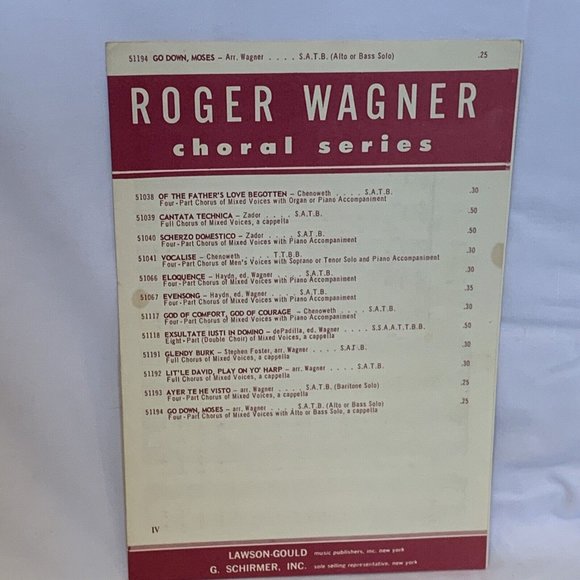 51194 GO DOWN, MOSES – Arr. Wagner . . . . S.A.T.B. (Alto or Bass Solo) .25
ROGER WAGNER
choral series
51038 OF THE FATHER'S LOVE BEGOTTEN – Chenoweth . . . . . S.A.T.B. .30
Four-Part Chorus of Mixed Voices with Organ or Piano Accompaniment
51039 CANTATA TECHNICA – Zador . . . . S.A.T.B. .50
Full Chorus of Mixed Voices, a cappella
51040 SCHERZO DOMESTICO – Zador . . . . S.A.T.B. .50
Four-Part Chorus of Mixed Voices with Piano Accompaniment
51041 VOCALISE – Chenoweth . . . . T.T.B.B. .30
Four-Part Chorus of Men's Voices with Soprano or Tenor Solo and Piano Accompaniment
51066 ELOQUENCE – Haydn, ed. Wagner . . . . S.A.T.B. .30
Four-Part Chorus of Mixed Voices with Piano Accompaniment
51067 EVENSONG – Haydn, ed. Wagner . . . . S.A.T.B. .35
Four-Part Chorus of Mixed Voices with Piano Accompaniment
51117 GOD OF COMFORT, GOD OF COURAGE – Chenoweth . . . . S.A.T.B. .30
Four-Part Chorus of Mixed Voices with Piano Accompaniment
51118 EXSULTATE IUSTI IN DOMINO – dePadilla, ed. Wagner . . . . S.S.A.A.T.T.B.B. .50
Eight-Part (Double Choir) of Mixed Voices, a cappella
51191 GLENDY BURK – Stephen Foster, arr. Wagner . . . . S.A.T.B. .30
Full Chorus of Mixed Voices, a cappella
51192 LIT'LE DAVID, PLAY ON YO' HARP – arr. Wagner . . . . S.A.T.B. .30
Full Chorus of Mixed Voices, a cappella
51193 AYER TE HE VISTO – arr. Wagner . . . . S.A.T.B. (Baritone Solo) .25
Four-Part Chorus of Mixed Voices, a cappella
51194 GO DOWN, MOSES – arr. Wagner . . . . S.A.T.B. (Alto or Bass Solo) .25
Four-Part Chorus of Mixed Voices with Alto or Bass Solo, a cappella
IV
LAWSON-GOULD music publishers, inc. new york
G. SCHIRMER, INC. sole selling representative, new york